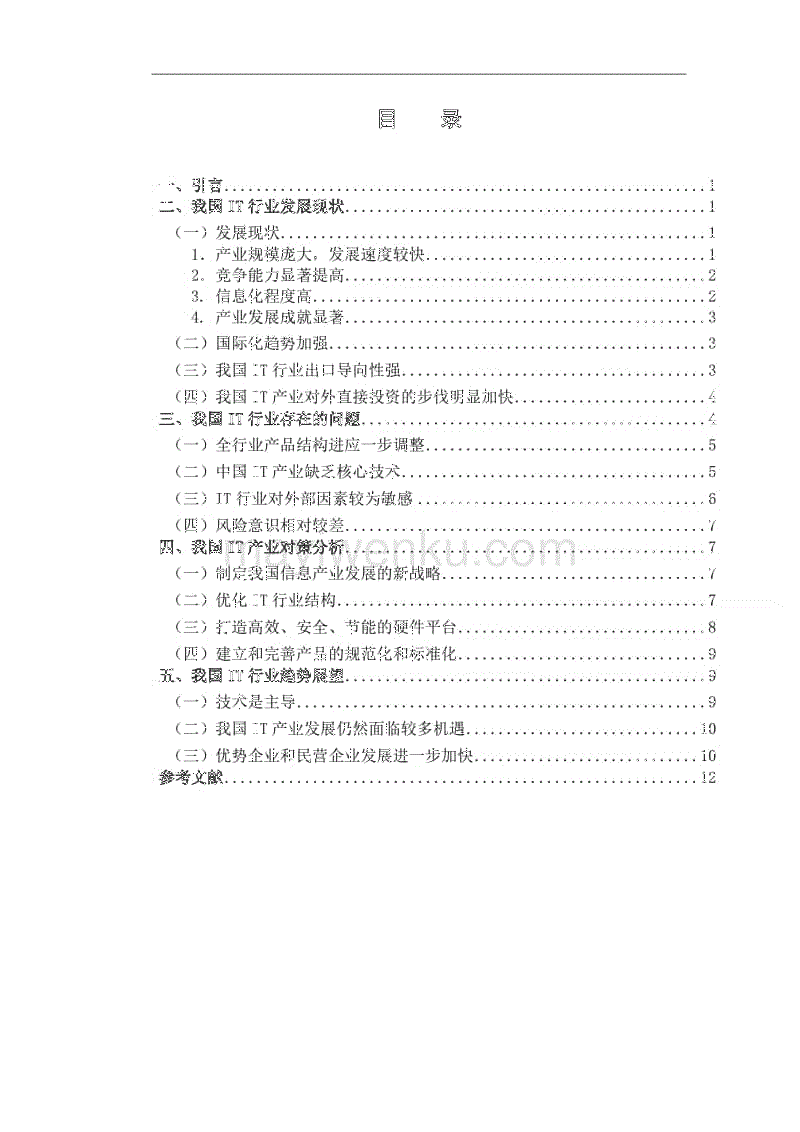 目 录
一、引言............................................................1
二、我国 IT 行业发展现状.............................................1
（一）发展现状.....................................................1
1. 产业规模庞大，发展速度较快...................................1
2. 竞争能力显著提高.............................................2
3. 信息化程度高.................................................2
4. 产业发展成就显著.............................................3
（二）国际化趋势加强...............................................3
（三）我国 IT 行业出口导向性强.....................................3
（四）我国 IT 产业对外直接投资的步伐明显加快.......................4
三、我国 IT 行业存在的问题...........................................4
（一）全行业产品结构进应一步调整...................................5
（二）中国 IT 产业缺乏核心技术.....................................5
（三）IT 行业对外部因素较为敏感....................................6
（四）风险意识相对较差.............................................7
四、我国 IT 产业对策分析.............................................7
（一）制定我国信息产业发展的新战略.................................7
（二）优化 IT 行业结构.............................................7
（三）打造高效、安全、节能的硬件平台...............................8
（四）建立和完善产品的规范化和标准化...............................9
五、我国 IT 行业趋势展望.............................................9
（一）技术是主导...................................................9
（二）我国 IT 产业发展仍然面临较多机遇............................10
（三）优势企业和民营企业发展进一步加快............................10
参考文献...........................................................12
mayiwenku.com